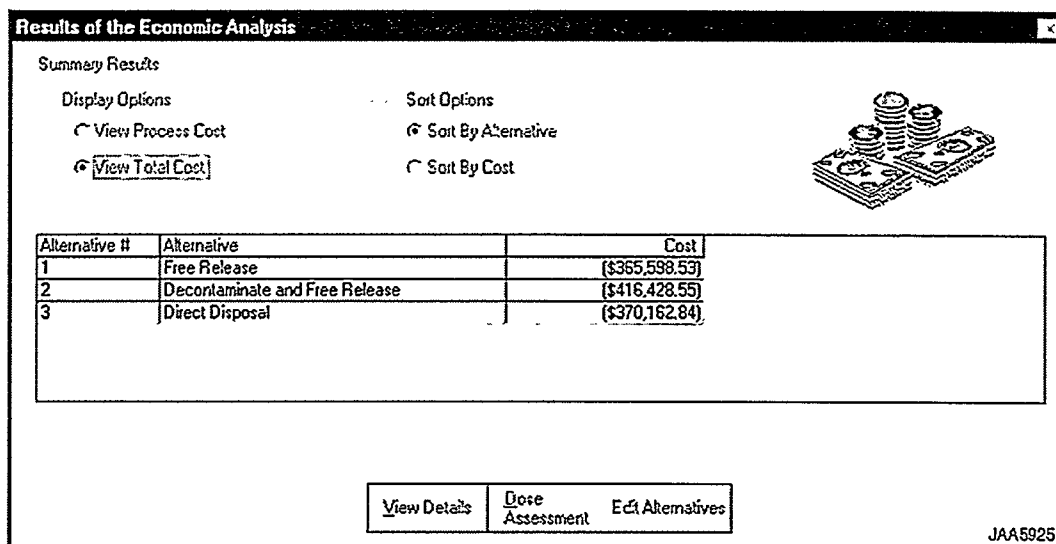 Results of the Economic Analysis
Summary Results
Display Options
Sort Options
View Process Cost
Sort By Alternative
View Total Cost
Sort By Cost
Alternative # Alternative Cost
1 Free Release ($365,598.53)
2 Decontaminate and Free Release ($416,428.55)
3 Direct Disposal ($370,162.84)
View Details
Dose Assessment
Edit Alternatives
JAA5925